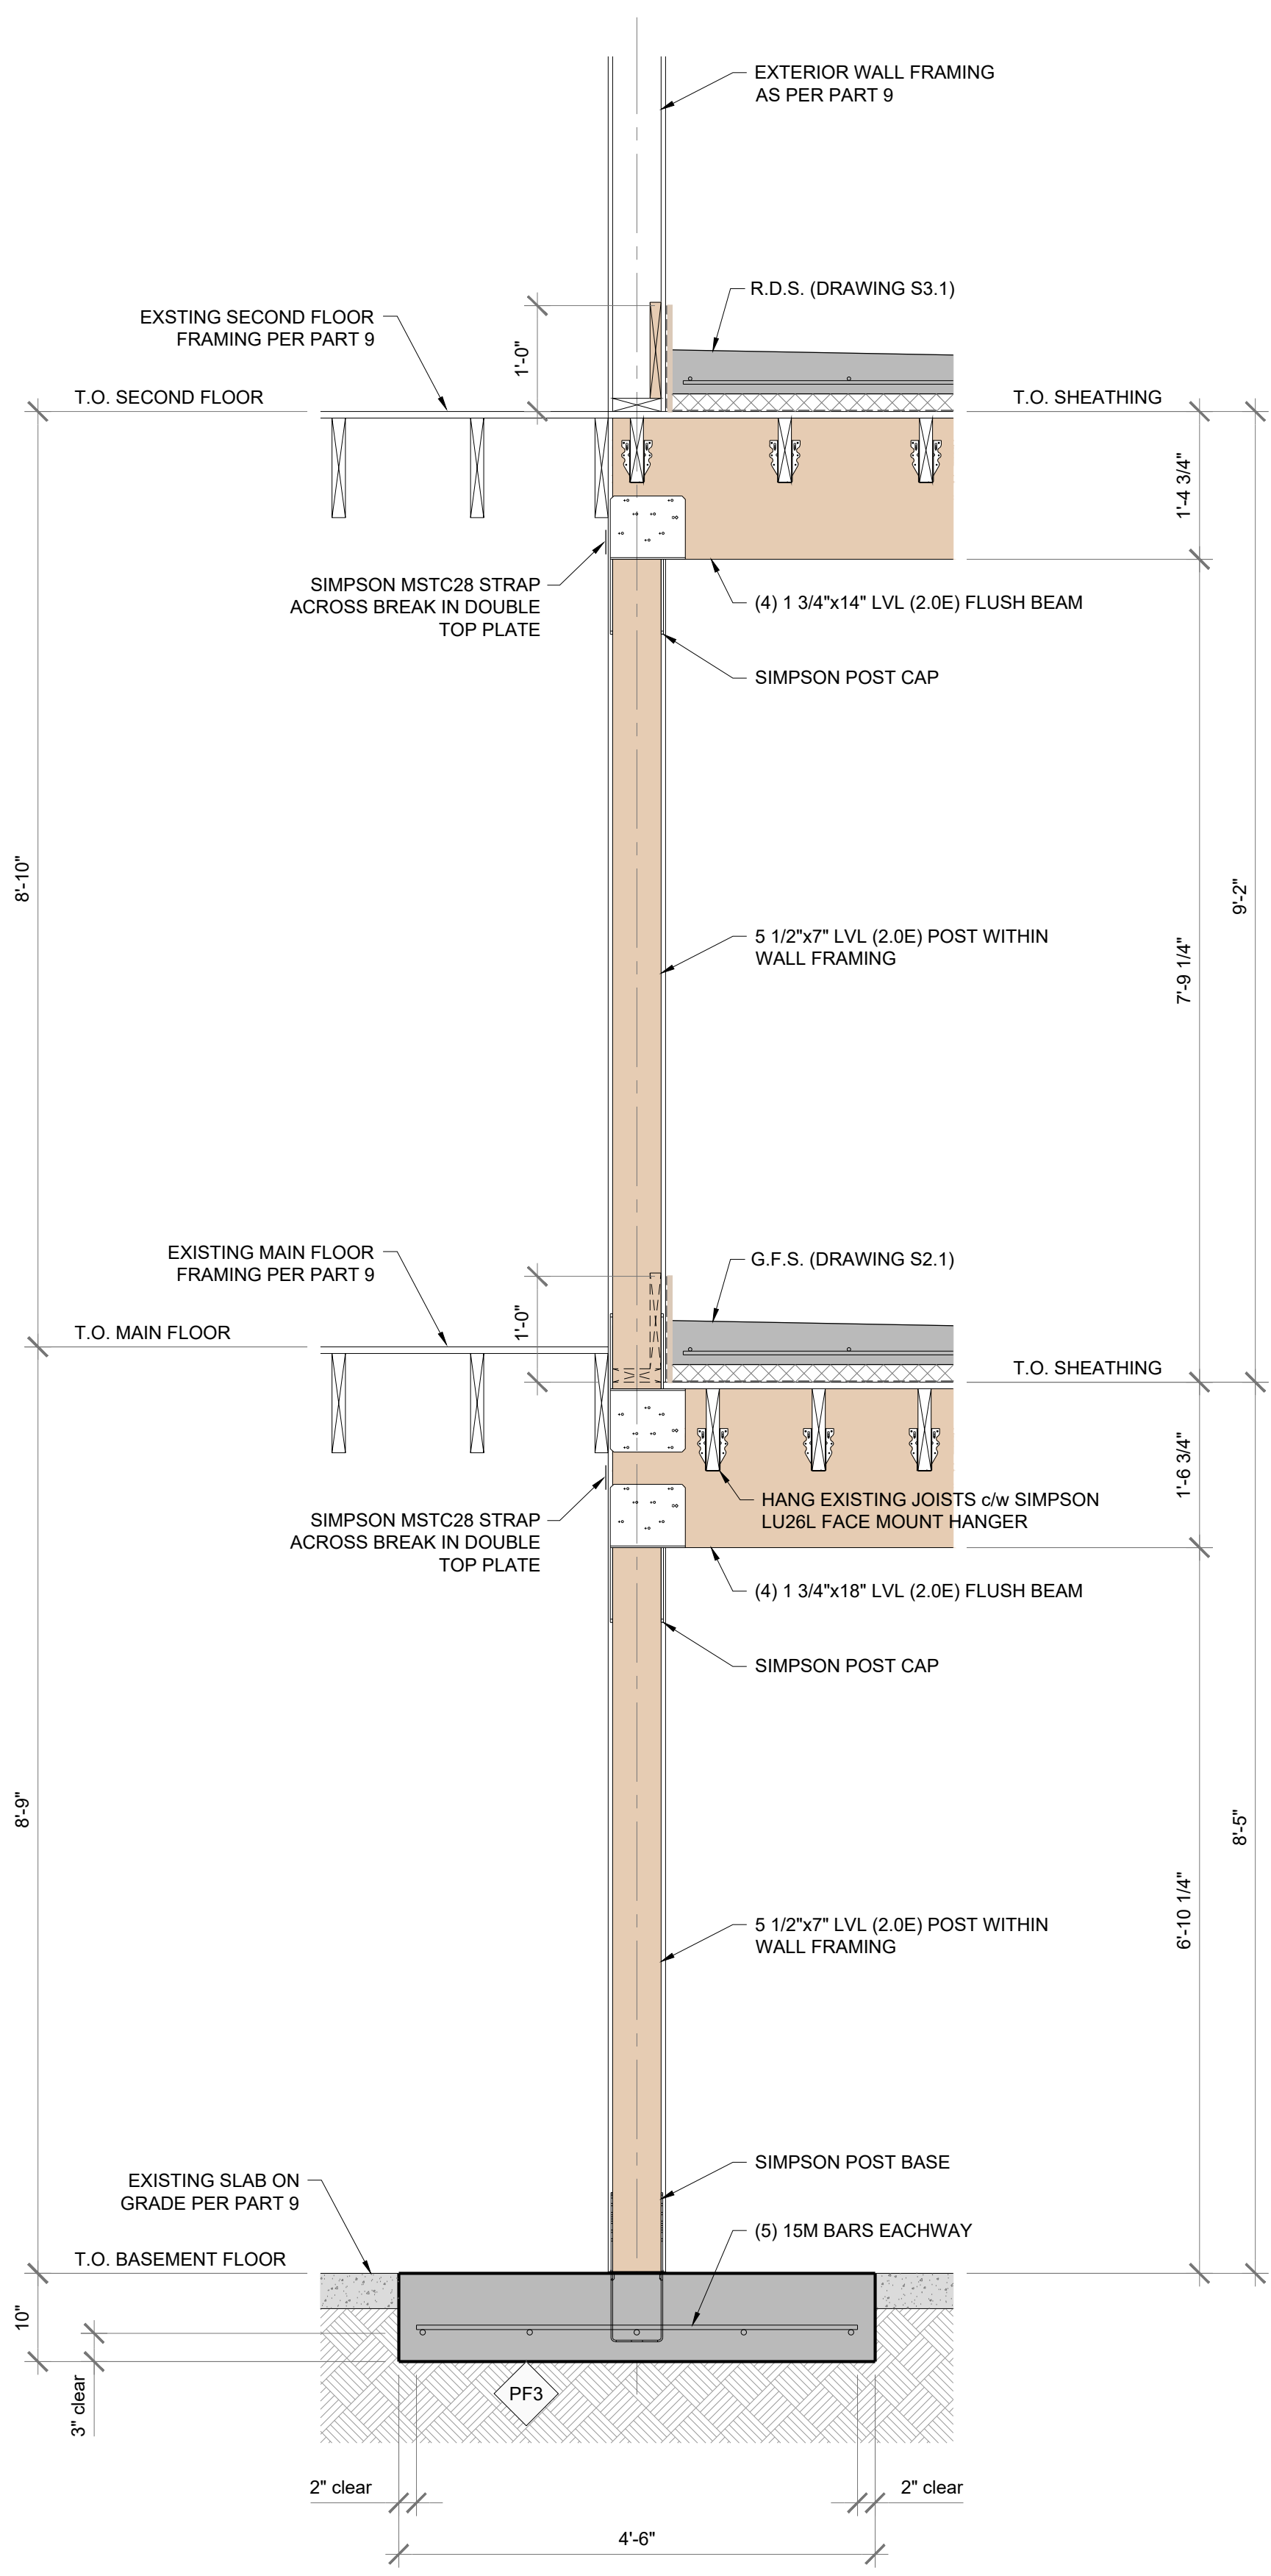 EXTERIOR WALL FRAMING
AS PER PART 9
R.D.S. (DRAWING S3.1)
EXSTING SECOND FLOOR
FRAMING PER PART 9
1'-0"
T.O. SECOND FLOOR
T.O. SHEATHING
1'-4 3/4"
SIMPSON MSTC28 STRAP
ACROSS BREAK IN DOUBLE
TOP PLATE
(4) 1 3/4"x14" LVL (2.0E) FLUSH BEAM
SIMPSON POST CAP
8'-10"
9'-2"
5 1/2"x7" LVL (2.0E) POST WITHIN
WALL FRAMING
7'-9 1/4"
EXISTING MAIN FLOOR
FRAMING PER PART 9
G.F.S. (DRAWING S2.1)
1'-0"
T.O. MAIN FLOOR
T.O. SHEATHING
1'-6 3/4"
HANG EXISTING JOISTS c/w SIMPSON
LU26L FACE MOUNT HANGER
SIMPSON MSTC28 STRAP
ACROSS BREAK IN DOUBLE
TOP PLATE
(4) 1 3/4"x18" LVL (2.0E) FLUSH BEAM
SIMPSON POST CAP
8'-9"
8'-5"
6'-10 1/4"
5 1/2"x7" LVL (2.0E) POST WITHIN
WALL FRAMING
SIMPSON POST BASE
EXISTING SLAB ON
GRADE PER PART 9
(5) 15M BARS EACHWAY
T.O. BASEMENT FLOOR
10"
3" clear
PF3
2" clear
2" clear
4'-6"